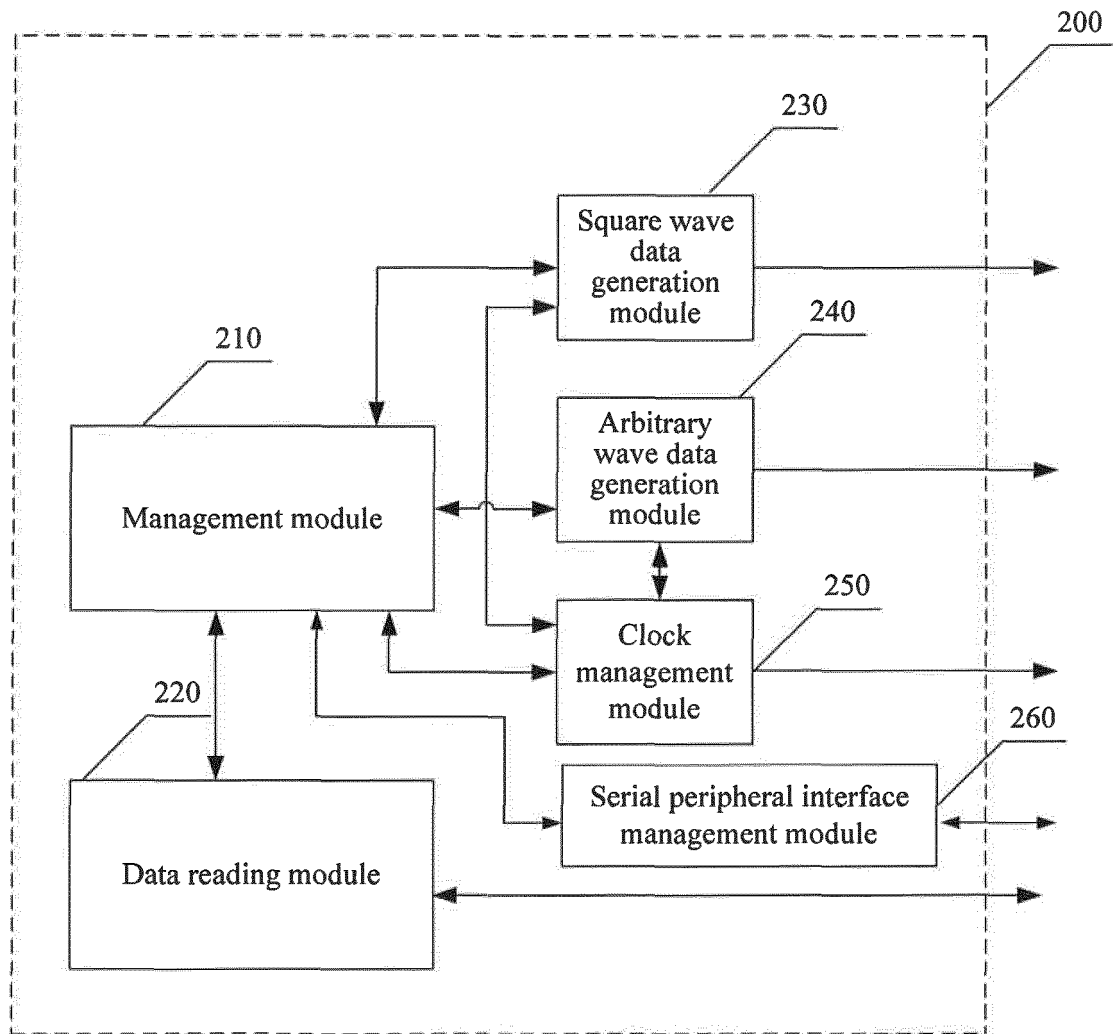 200
230
Square wave
data
generation
module
240
210
Arbitrary
wave data
generation
module
Management module
250
Clock
management
module
220
260
Serial peripheral interface
management module
Data reading module